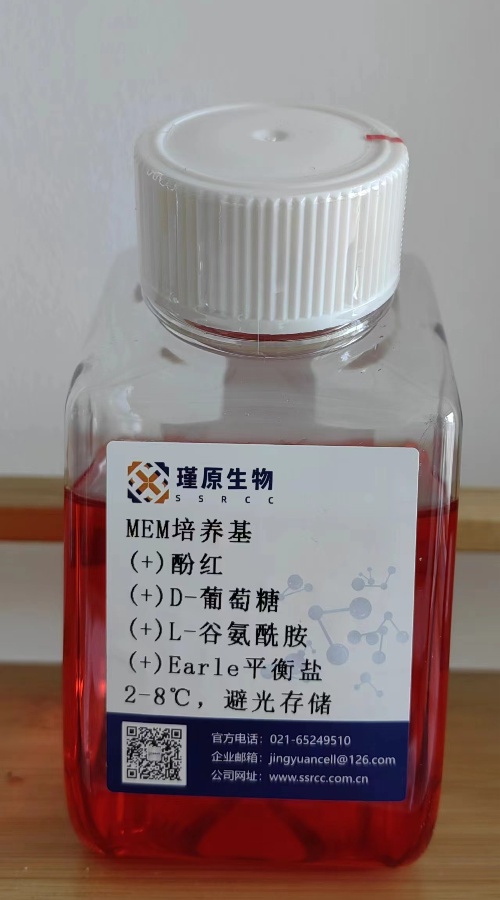 瑾原生物
SSRCC
MEM培养基
(+)酚红
(+)D-葡萄糖
(+)L-谷氨酰胺
(+)Earle平衡盐
2-8℃，避光存储
官方电话：021-65249510
企业邮箱：jingyuancell@126.com
公司网址：www.ssrcc.com.cn